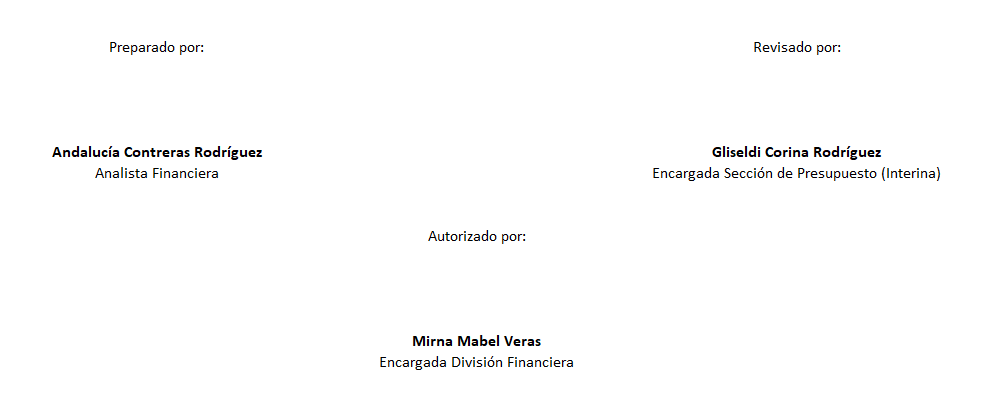 Preparado por:
Revisado por:
Andalucía Contreras Rodríguez
Gliseldi Corina Rodríguez
Analista Financiera
Encargada Sección de Presupuesto (Interina)
Autorizado por:
Mirna Mabel Veras
Encargada División Financiera